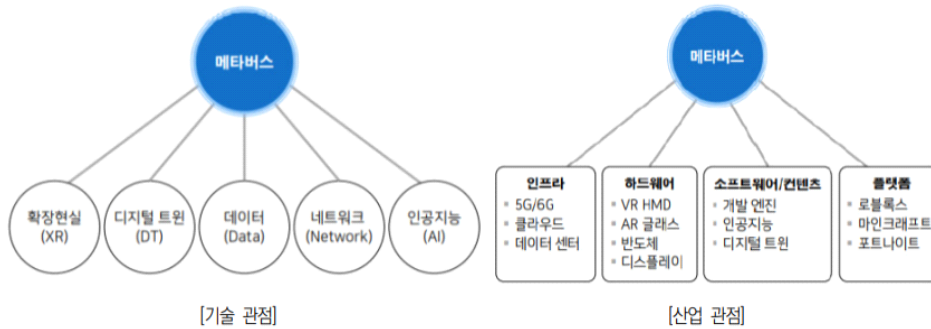 메타버스
확장현실
(XR)
디지털 트윈
(DT)
데이터
(Data)
네트워크
(Network)
인공지능
(AI)
[기술 관점]
메타버스
인프라
▪ 5G/6G
▪ 클라우드
▪ 데이터 센터
하드웨어
▪ VR HMD
▪ AR 글래스
▪ 반도체
▪ 디스플레이
소프트웨어/컨텐츠
▪ 개발 엔진
▪ 인공지능
▪ 디지털 트윈
플랫폼
▪ 로블록스
▪ 마인크래프트
▪ 포트나이트
[산업 관점]